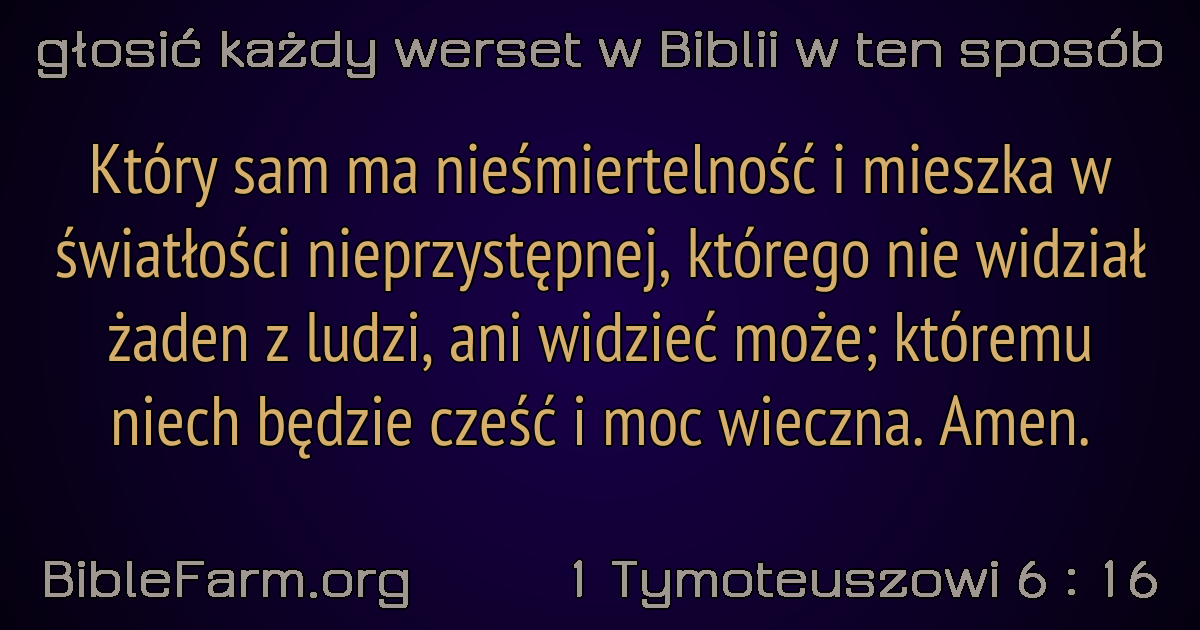 głosić każdy werset w Biblii w ten sposób
Który sam ma nieśmiertelność i mieszka w
światłości nieprzystępnej, którego nie widział
żaden z ludzi, ani widzieć może; któremu
niech będzie cześć i moc wieczna. Amen.
BibleFarm.org
1 Tymoteuszowi 6 : 16